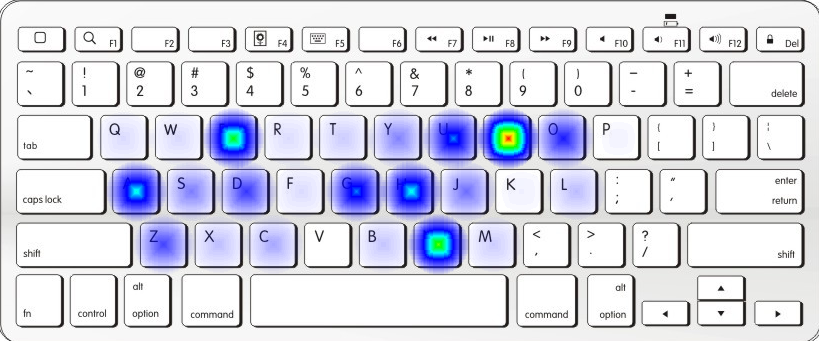 F1 F2 F3 F4 F5 F6 F7 F8 F9 F10 F11 F12 Del
~ ! @ # $ % ^ & * ( ) – +
` 1 2 3 4 5 6 7 8 9 0 - = delete
Q W R T Y U O P { } ¦
tab [ ] \
A S D F G H J K L : " enter
caps lock ; ' return
Z X C V B M < > ?
shift , . / shift
alt alt
fn control option command command option